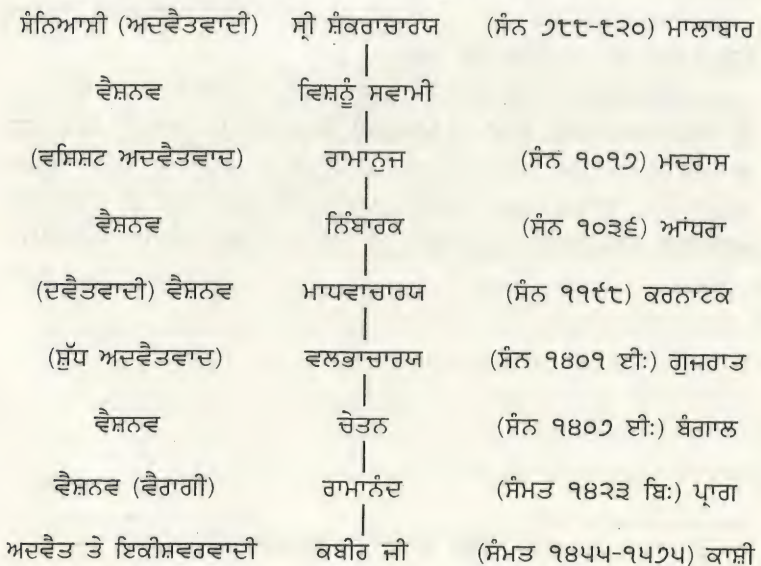 ਸੰਨਿਆਸੀ (ਅਦਵੈਤਵਾਦੀ) ਸ੍ਰੀ ਸ਼ੰਕਰਾਚਾਰਯ (ਸੰਨ ੭੮੮-੮੨੦) ਮਾਲਾਬਾਰ
ਵੈਸ਼ਨਵ ਵਿਸ਼ਨੂੰ ਸਵਾਮੀ
(ਵਸ਼ਿਸ਼ਟ ਅਦਵੈਤਵਾਦ) ਰਾਮਾਨੁਜ (ਸੰਨ ੧੦੧੭) ਮਦਰਾਸ
ਵੈਸ਼ਨਵ ਨਿੰਬਾਰਕ (ਸੰਨ ੧੦੩੬) ਆਂਧਰਾ
(ਦਵੈਤਵਾਦੀ) ਵੈਸ਼ਨਵ ਮਾਧਵਾਚਾਰਯ (ਸੰਨ ੧੧੯੮) ਕਰਨਾਟਕ
(ਸ਼ੁੱਧ ਅਦਵੈਤਵਾਦ) ਵਲਭਾਚਾਰਯ (ਸੰਨ ੧੪੦੧ ਈ:) ਗੁਜਰਾਤ
ਵੈਸ਼ਨਵ ਚੇਤਨ (ਸੰਨ ੧੪੦੭ ਈ:) ਬੰਗਾਲ
ਵੈਸ਼ਨਵ (ਵੈਰਾਗੀ) ਰਾਮਾਨੰਦ (ਸੰਮਤ ੧੪੨੩ ਬਿ:) ਪ੍ਰਾਗ
ਅਦਵੈਤ ਤੇ ਇਕੀਸ਼ਵਰਵਾਦੀ ਕਬੀਰ ਜੀ (ਸੰਮਤ ੧੪੫੫-੧੫੭੫) ਕਾਸ਼ੀ